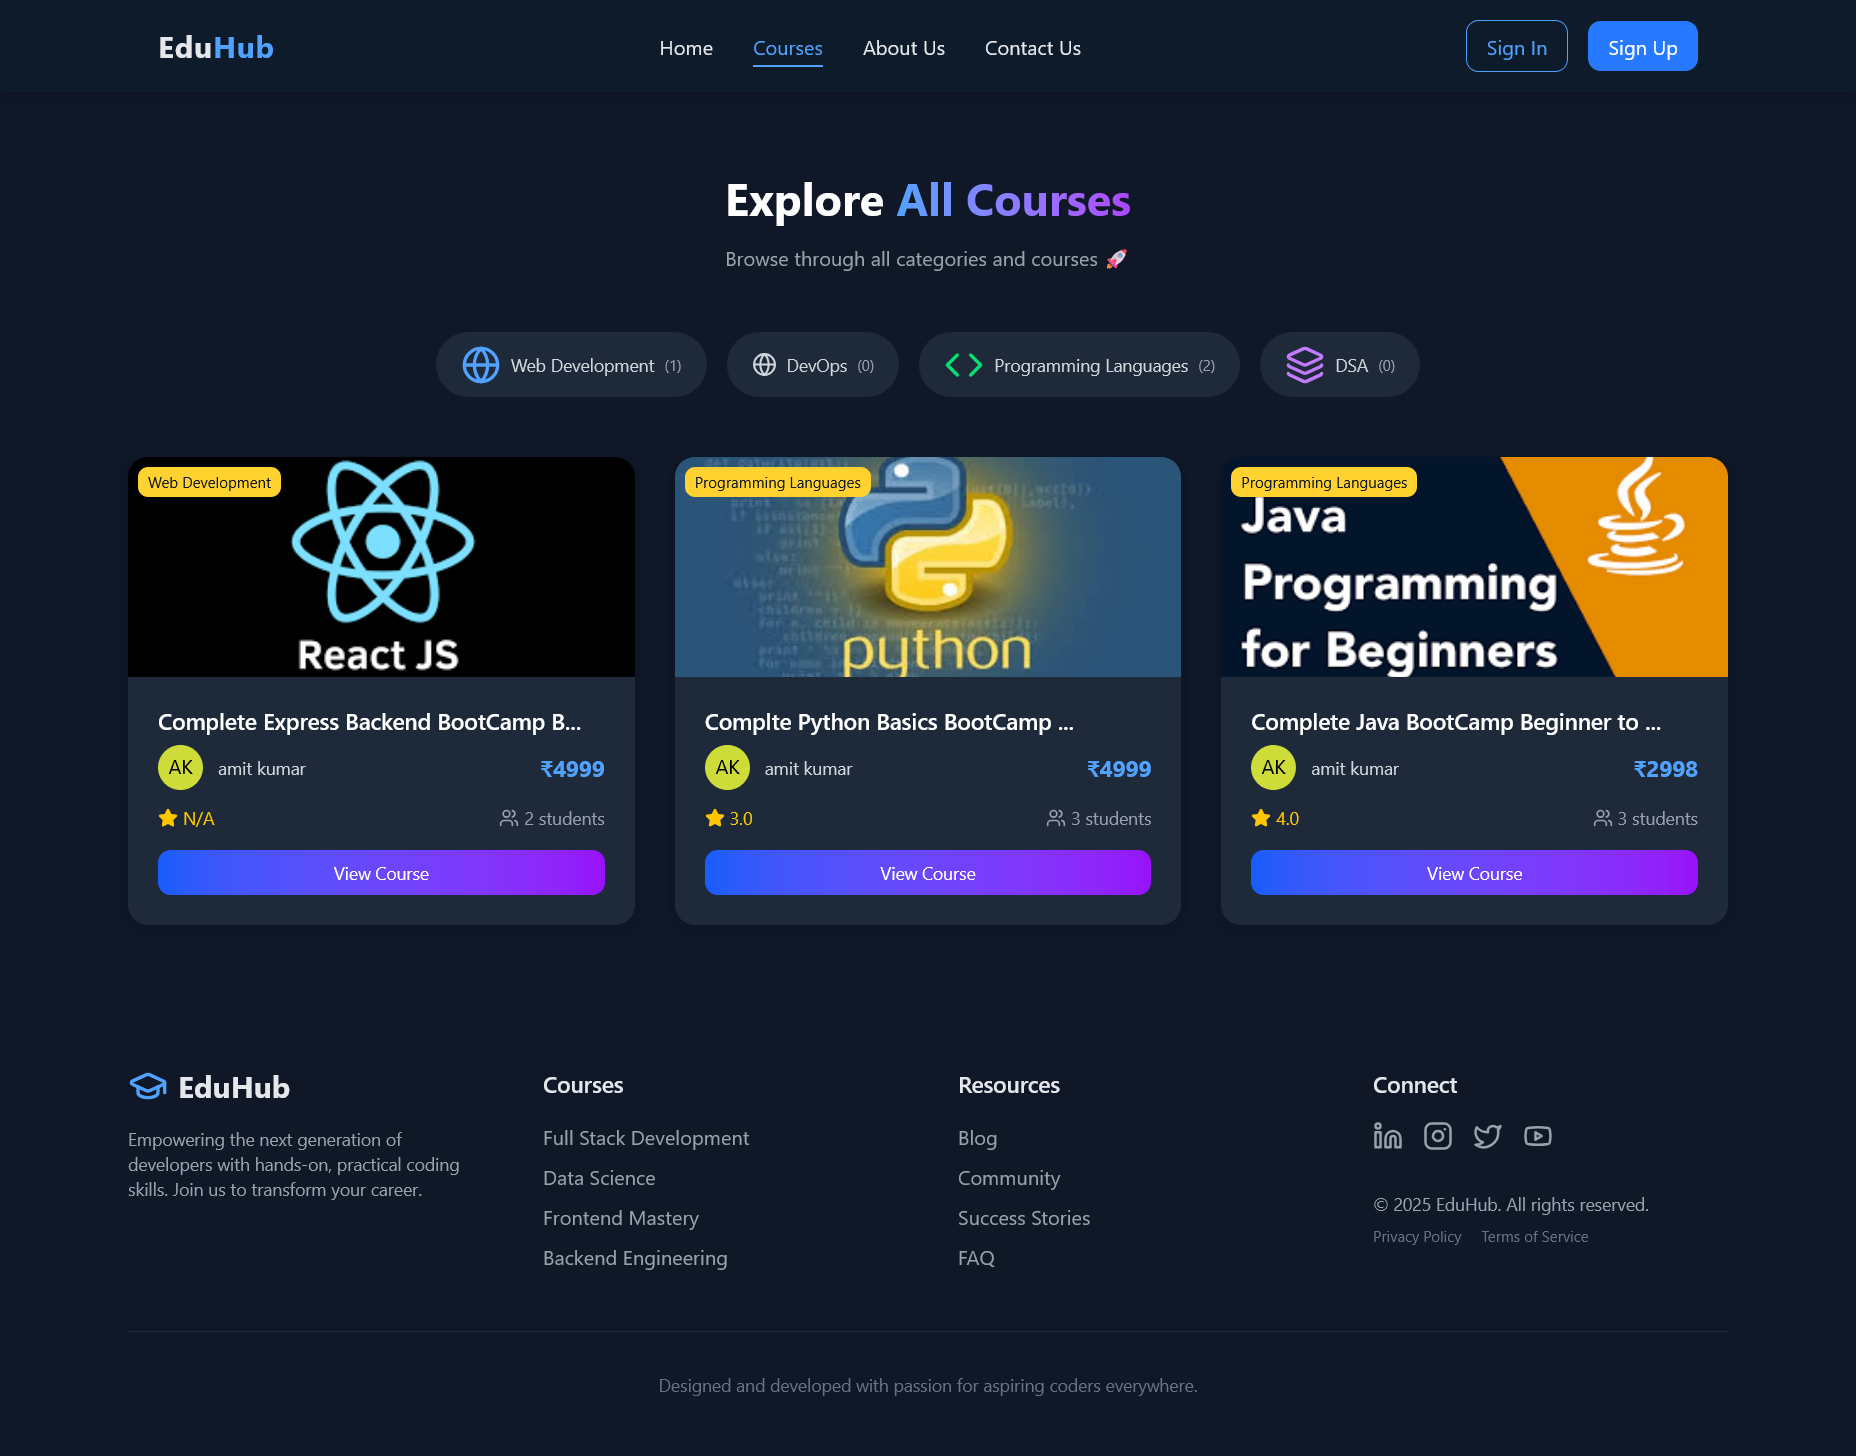 EduHub
Home
Courses
About Us
Contact Us
Sign In
Sign Up
Explore All Courses
Browse through all categories and courses 🚀
Web Development (1)
DevOps (0)
Programming Languages (2)
DSA (0)
Web Development
React JS
Complete Express Backend BootCamp B...
AK
amit kumar
₹4999
N/A
2 students
View Course
Programming Languages
python
Complte Python Basics BootCamp ...
AK
amit kumar
₹4999
3.0
3 students
View Course
Programming Languages
Java
Programming
for Beginners
Complete Java BootCamp Beginner to ...
AK
amit kumar
₹2998
4.0
3 students
View Course
EduHub
Empowering the next generation of
developers with hands-on, practical coding
skills. Join us to transform your career.
Courses
Full Stack Development
Data Science
Frontend Mastery
Backend Engineering
Resources
Blog
Community
Success Stories
FAQ
Connect
© 2025 EduHub. All rights reserved.
Privacy Policy
Terms of Service
Designed and developed with passion for aspiring coders everywhere.